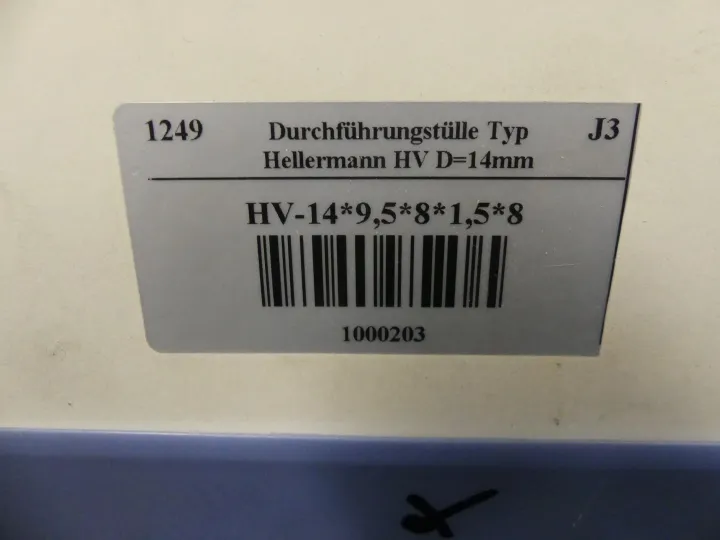 1249 Durchführungstülle Typ J3
Hellermann HV D=14mm
HV-14*9,5*8*1,5*8
1000203